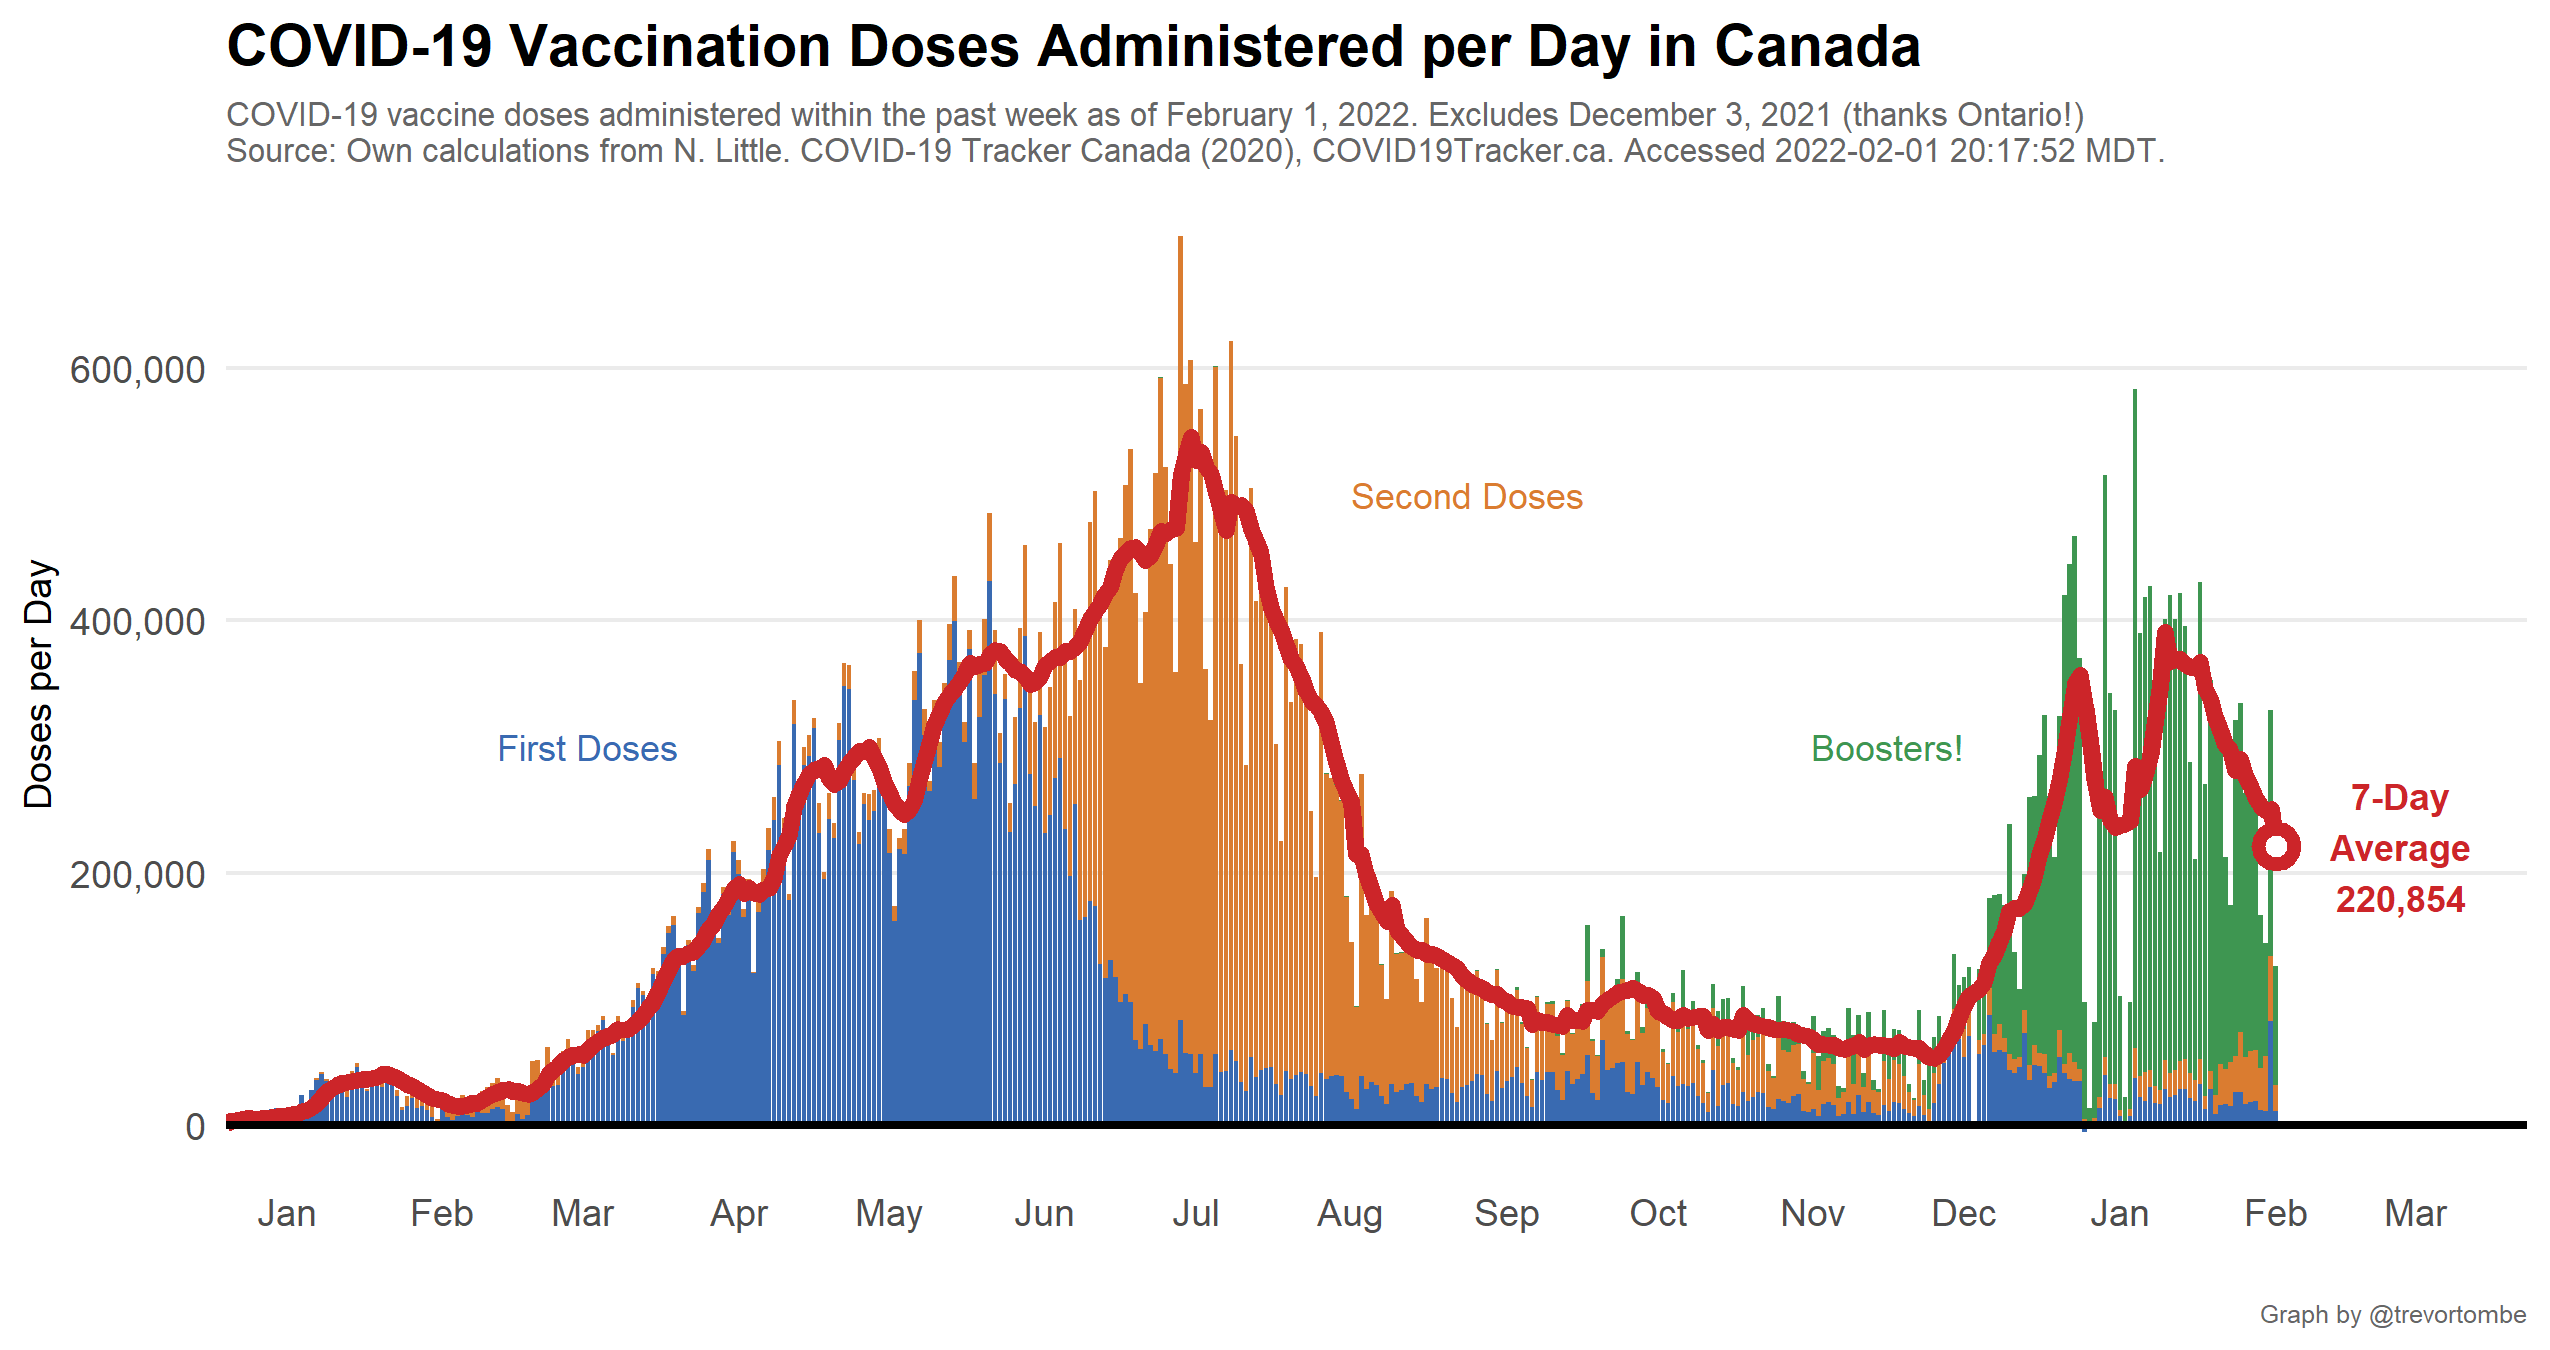 COVID-19 Vaccination Doses Administered per Day in Canada
COVID-19 vaccine doses administered within the past week as of February 1, 2022. Excludes December 3, 2021 (thanks Ontario!)
Source: Own calculations from N. Little. COVID-19 Tracker Canada (2020), COVID19Tracker.ca. Accessed 2022-02-01 20:17:52 MDT.
Doses per Day
600,000
400,000
200,000
0
First Doses
Second Doses
Boosters!
7-Day
Average
220,854
Jan Feb Mar Apr May Jun Jul Aug Sep Oct Nov Dec Jan Feb Mar
Graph by @trevortombe